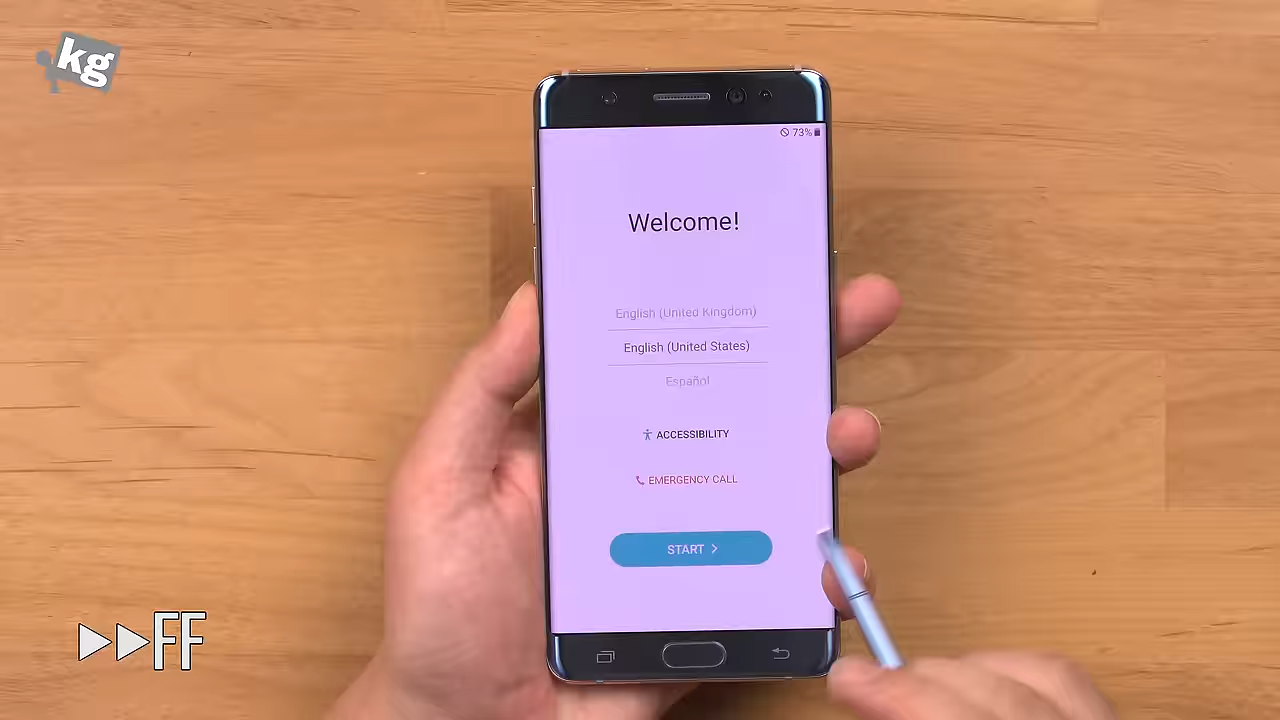 kg
73%
Welcome!
English (United Kingdom)
English (United States)
Español
ACCESSIBILITY
EMERGENCY CALL
START
FF